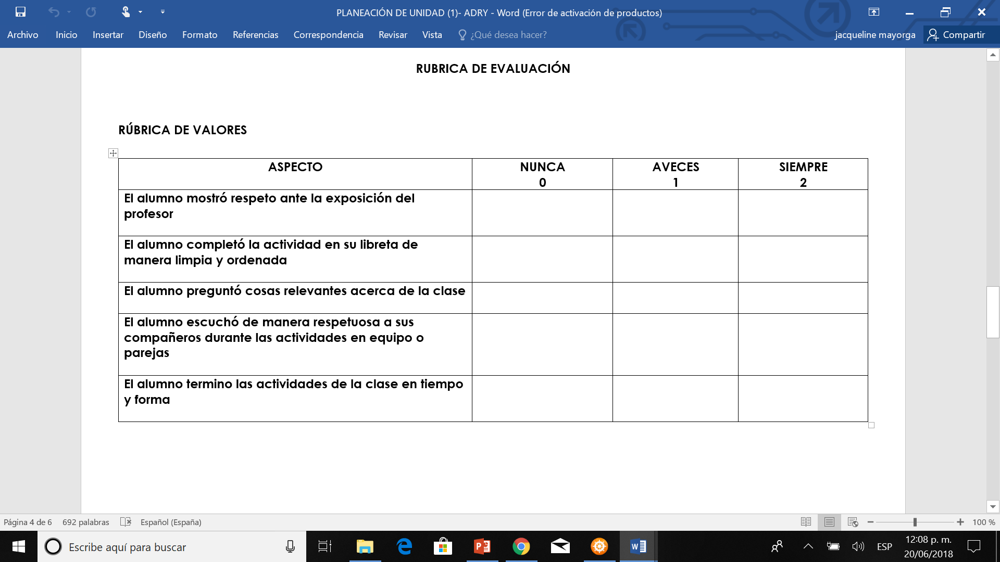 PLANEACIÓN DE UNIDAD (1)- ADRY - Word (Error de activación de productos)
Archivo Inicio Insertar Diseño Formato Referencias Correspondencia Revisar Vista ¿Qué desea hacer? jacqueline mayorga Compartir
RUBRICA DE EVALUACIÓN
RÚBRICA DE VALORES
ASPECTO NUNCA AVECES SIEMPRE
0 1 2
El alumno mostró respeto ante la exposición del
profesor
El alumno completó la actividad en su libreta de
manera limpia y ordenada
El alumno preguntó cosas relevantes acerca de la clase
El alumno escuchó de manera respetuosa a sus
compañeros durante las actividades en equipo o
parejas
El alumno termino las actividades de la clase en tiempo
y forma
Página 4 de 6 692 palabras Español (España) 100 %
Escribe aquí para buscar
ESP
12:08 p. m.
20/06/2018